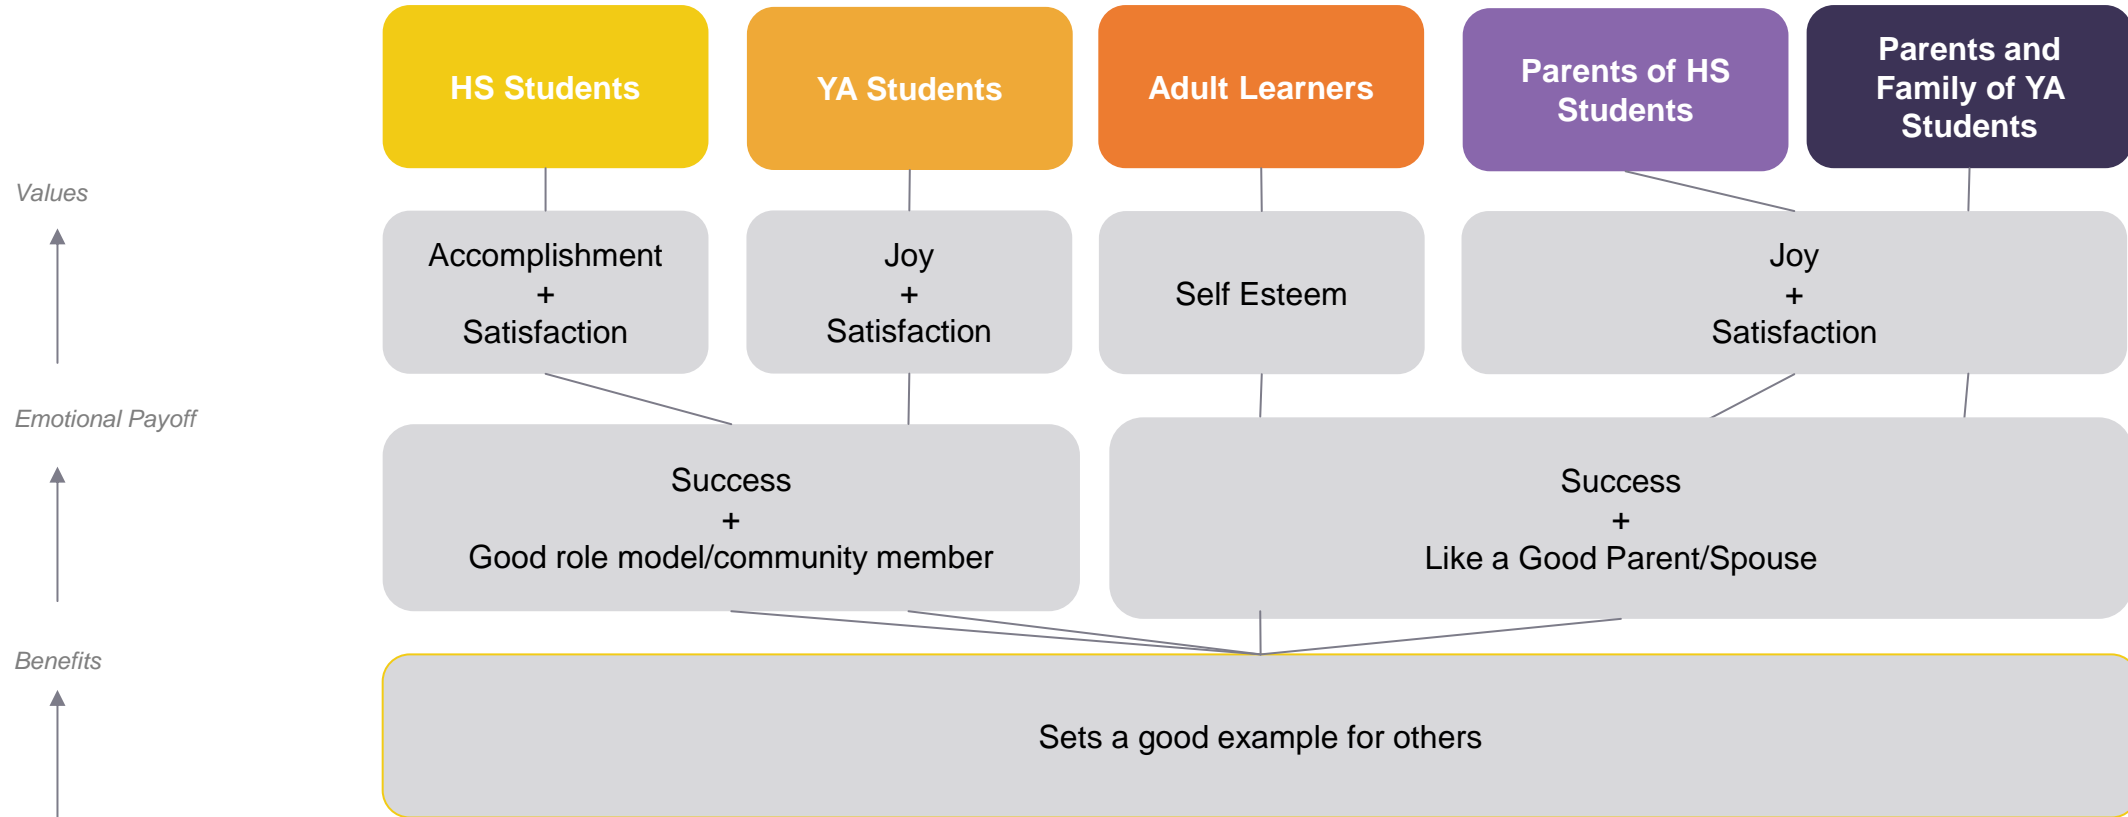 HS Students
YA Students
Adult Learners
Parents of HS
Students
Parents and
Family of YA
Students
Values
Accomplishment
+
Satisfaction
Joy
+
Satisfaction
Self Esteem
Joy
+
Satisfaction
Emotional Payoff
Success
+
Good role model/community member
Success
+
Like a Good Parent/Spouse
Benefits
Sets a good example for others